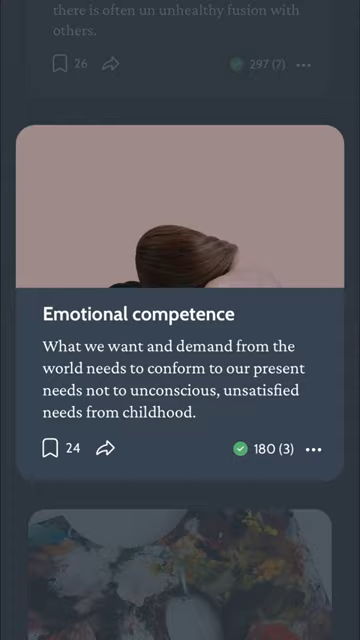 there is often un unhealthy fusion with
others.
26
297 (7)
Emotional competence
What we want and demand from the
world needs to conform to our present
needs not to unconscious, unsatisfied
needs from childhood.
24
180 (3)